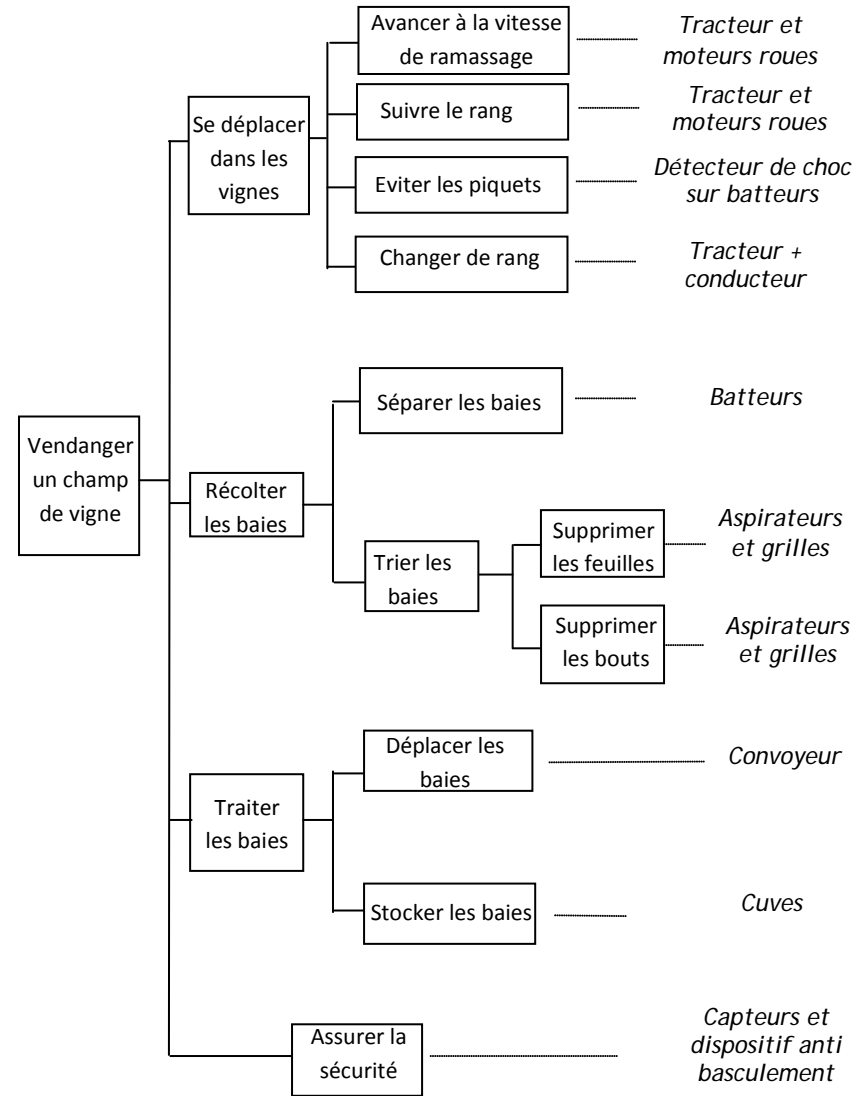 Avancer à la vitesse
de ramassage
Tracteur et
moteurs roues
Se déplacer
dans les
vignes
Suivre le rang
Tracteur et
moteurs roues
Eviter les piquets
Détecteur de choc
sur batteurs
Changer de rang
Tracteur +
conducteur
Vendanger
un champ
de vigne
Récolter
les baies
Séparer les baies
Batteurs
Trier les
baies
Supprimer
les feuilles
Aspirateurs
et grilles
Supprimer
les bouts
Aspirateurs
et grilles
Traiter
les baies
Déplacer les
baies
Convoyeur
Stocker les baies
Cuves
Assurer la
sécurité
Capteurs et
dispositif anti
basculement